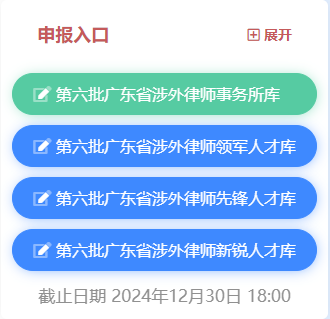 申报入口
展开
第六批广东省涉外律师事务所库
第六批广东省涉外律师领军人才库
第六批广东省涉外律师先锋人才库
第六批广东省涉外律师新锐人才库
截止日期 2024年12月30日 18:00